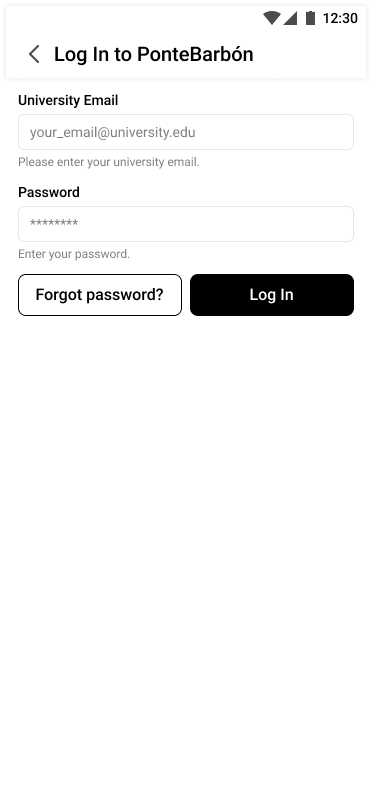 12:30
Log In to PonteBarbón
University Email
your_email@university.edu
Please enter your university email.
Password
********
Enter your password.
Forgot password?
Log In